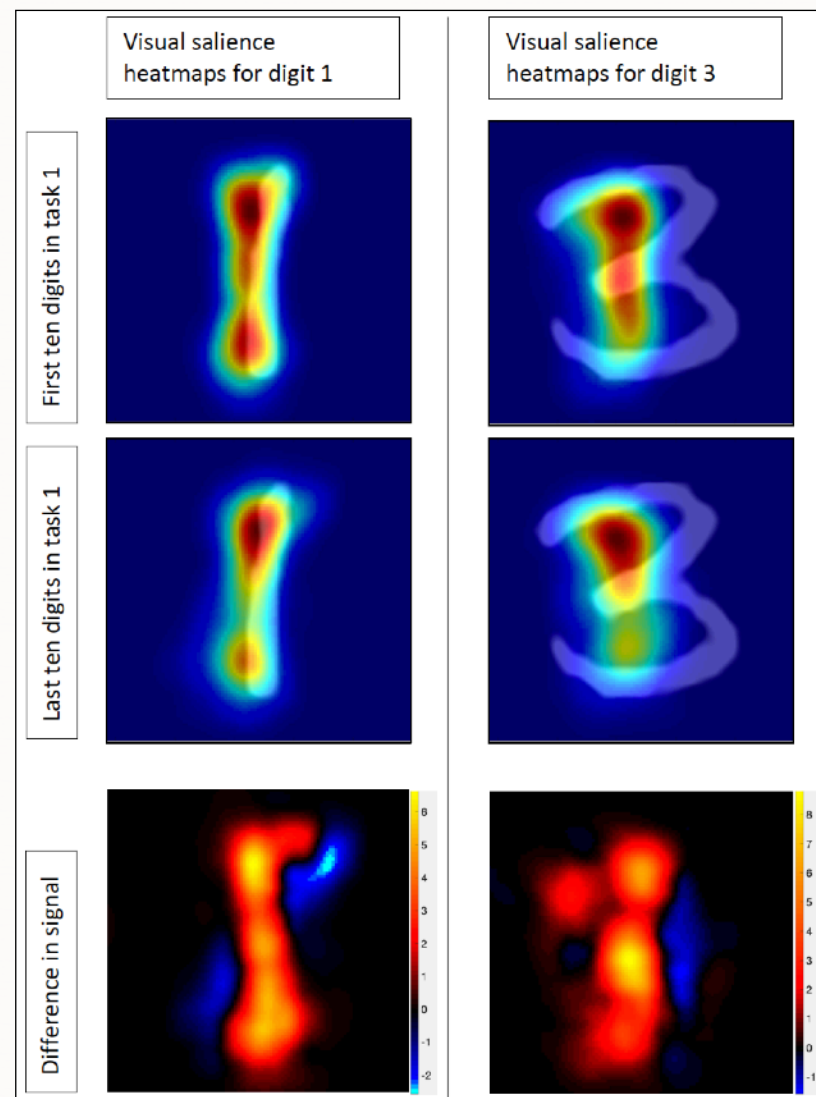 Visual salience
heatmaps for digit 1
Visual salience
heatmaps for digit 3
First ten digits in task 1
Last ten digits in task 1
Difference in signal
6
5
4
3
2
1
0
-1
-2
8
7
6
5
4
3
2
1
0
-1